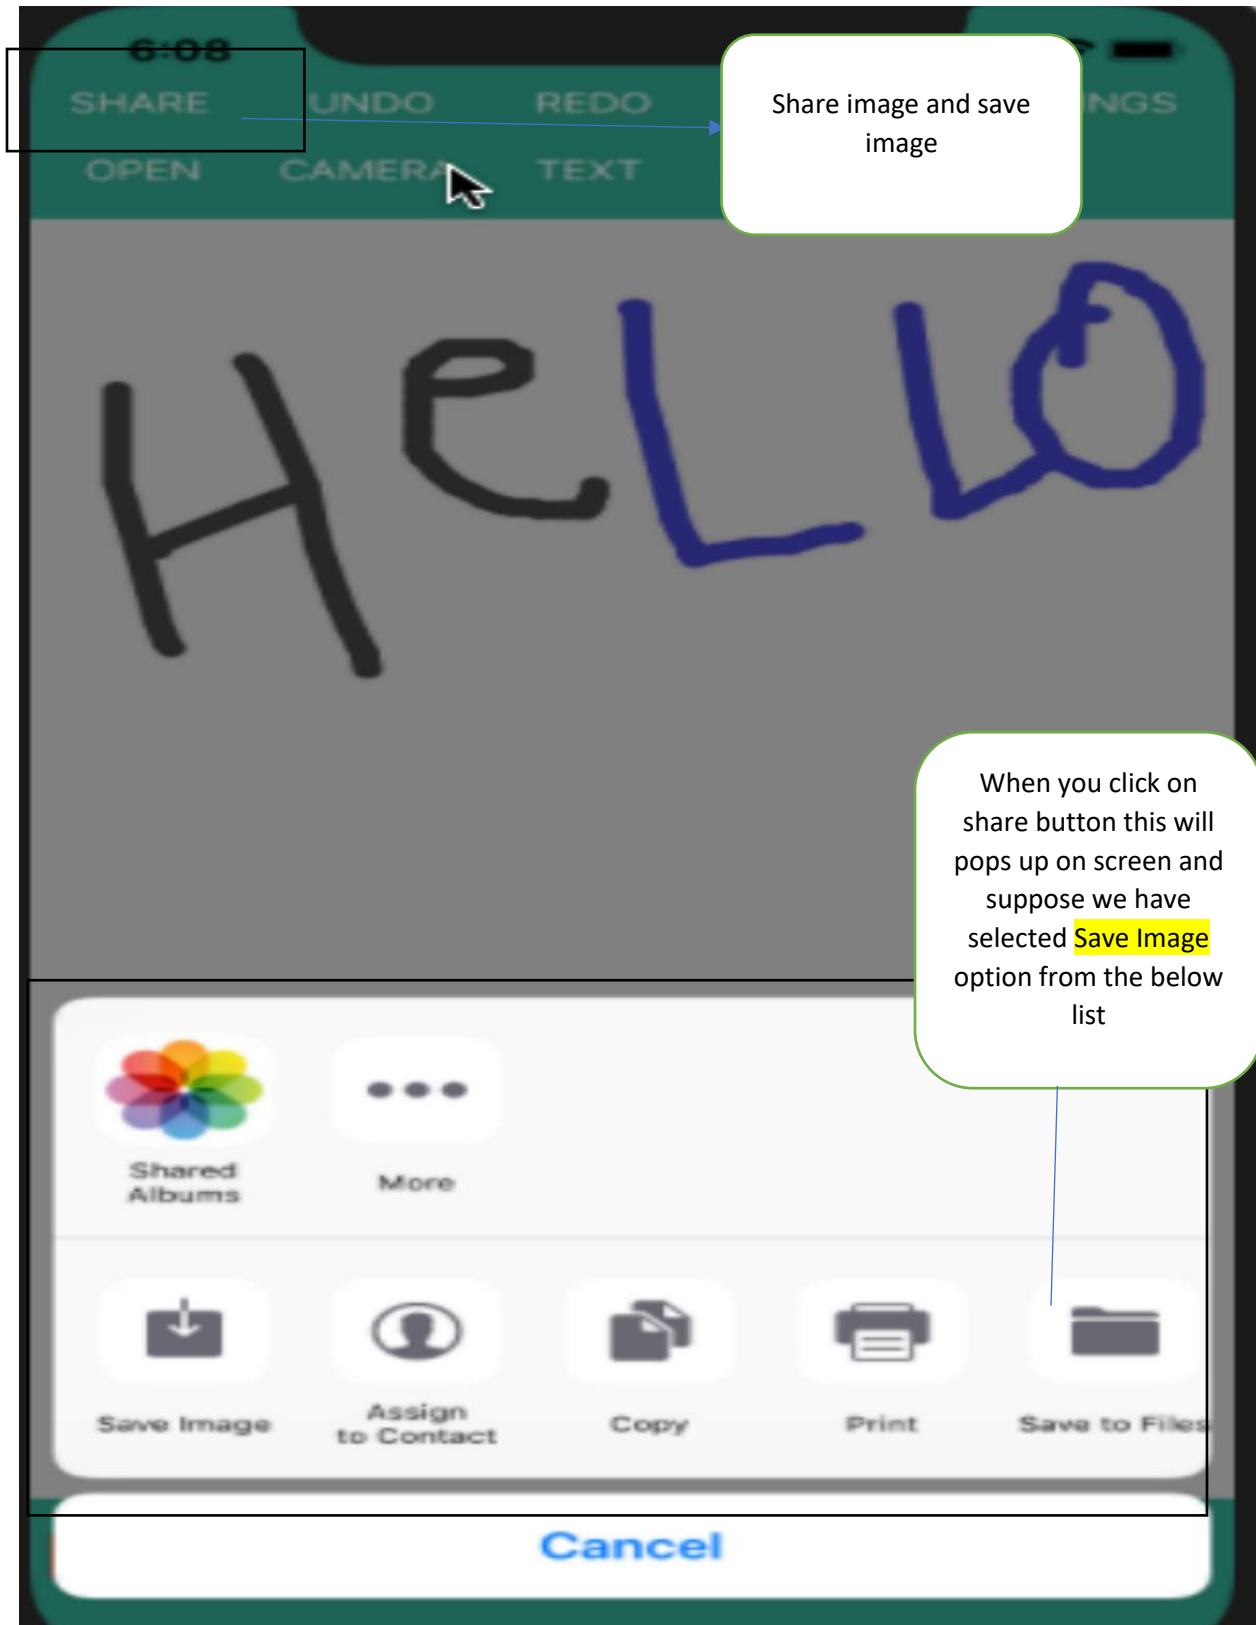 6:08
SHARE UNDO REDO INGS
OPEN CAMERA TEXT
Share image and save
image
HeLLO
When you click on
share button this will
pops up on screen and
suppose we have
selected Save Image
option from the below
list
Shared
Albums
More
Save Image
Assign
to Contact
Copy
Print
Save to Files
Cancel